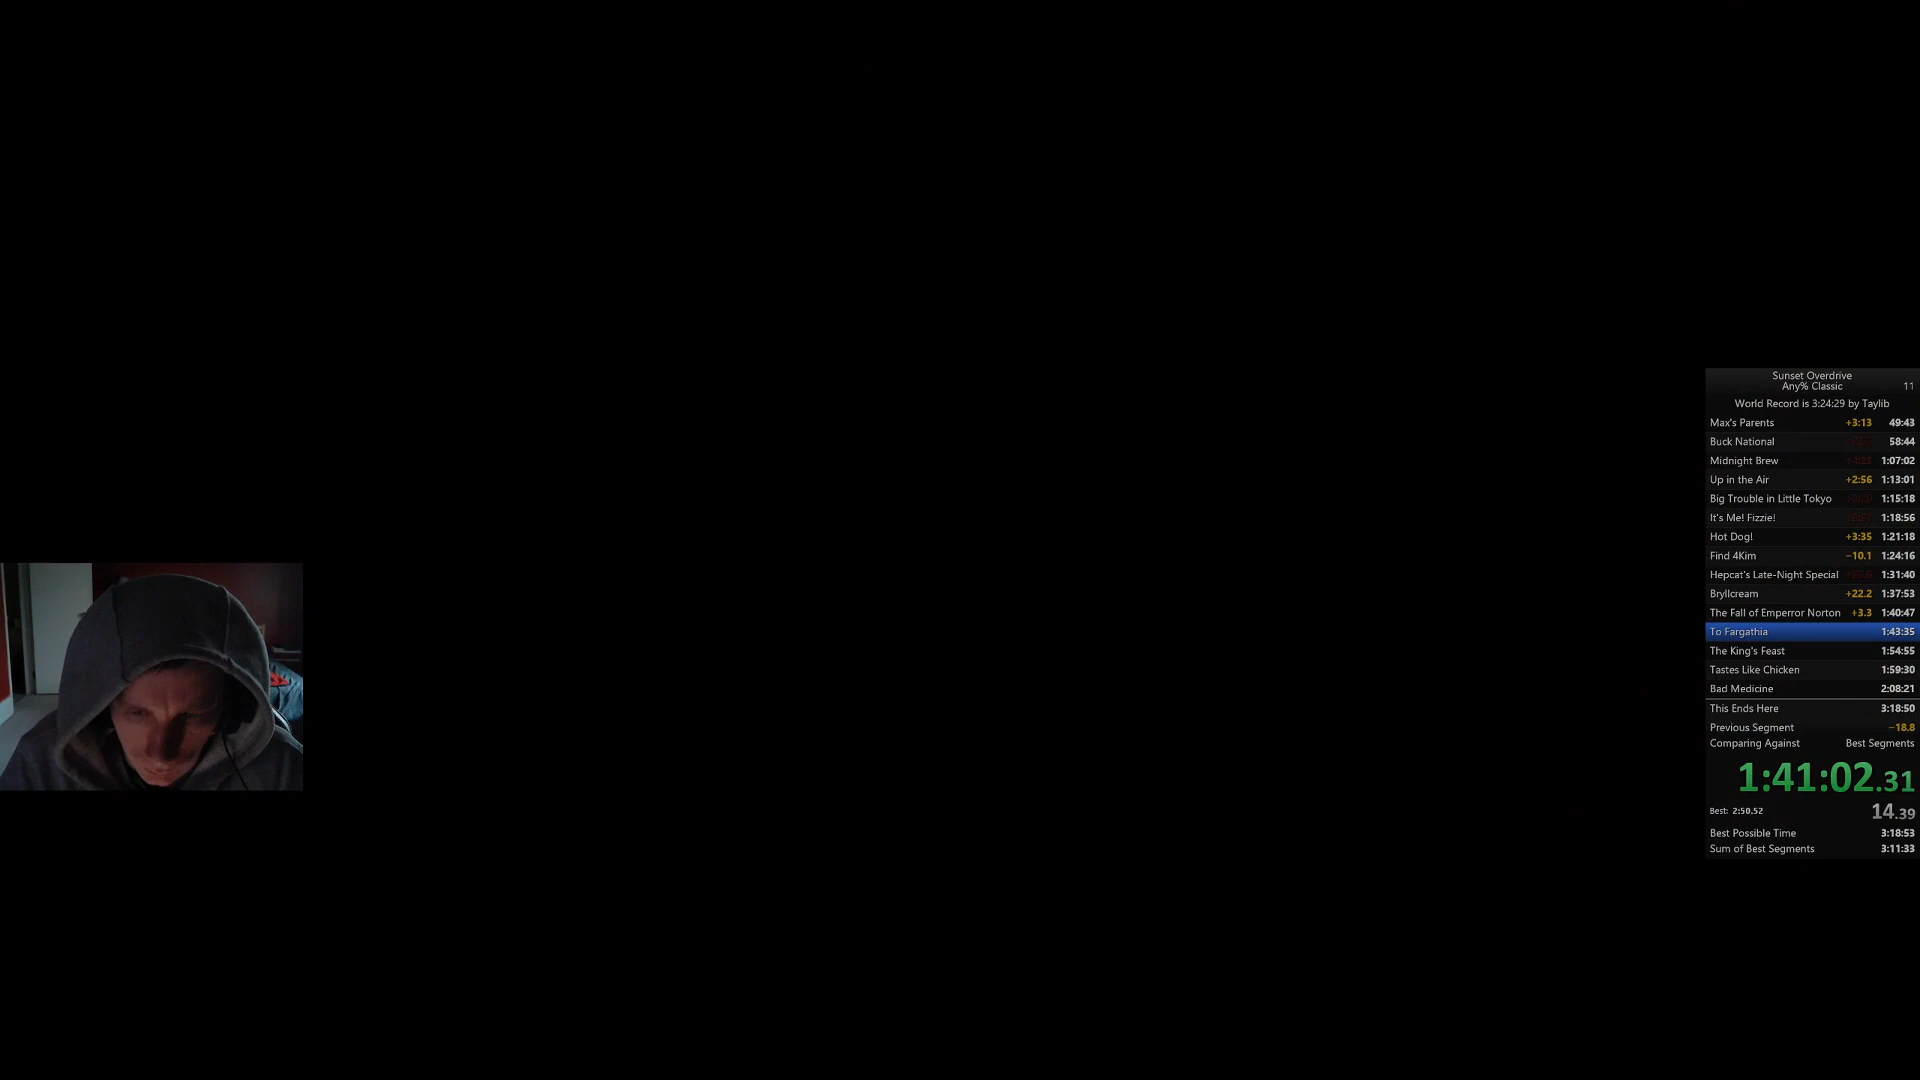 Sunset Overdrive
Any% Classic 11
World Record is 3:24:29 by Taylib
Max's Parents +3:13 49:43
Buck National 58:44
Midnight Brew 1:07:02
Up in the Air +2:56 1:13:01
Big Trouble in Little Tokyo 1:15:18
It's Me! Fizzie! 1:18:56
Hot Dog! +3:35 1:21:18
Find 4Kim −10.1 1:24:16
Hepcat's Late-Night Special 1:31:40
Bryllcream +22.2 1:37:53
The Fall of Emperror Norton +3.3 1:40:47
To Fargathia 1:43:35
The King's Feast 1:54:55
Tastes Like Chicken 1:59:30
Bad Medicine 2:08:21
This Ends Here 3:18:50
Previous Segment −18.8
Comparing Against Best Segments
1:41:02.31
Best: 2:50.52 14.39
Best Possible Time 3:18:53
Sum of Best Segments 3:11:33